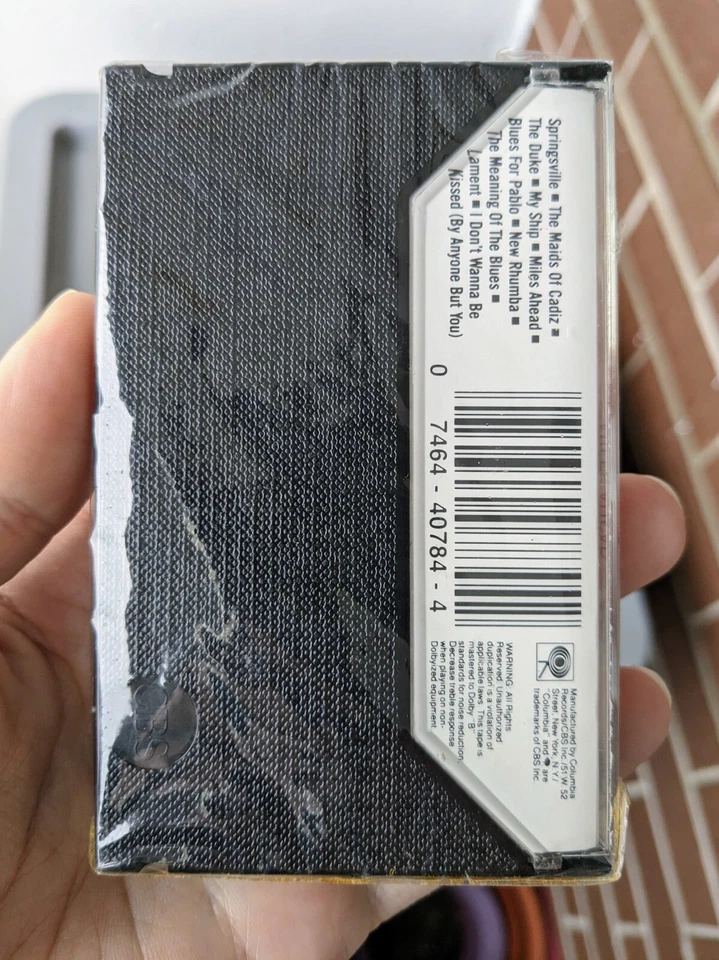 Springsville ■ The Maids Of Cadiz ■
The Duke ■ My Ship ■ Miles Ahead ■
Blues For Pablo ■ New Rhumba ■
The Meaning Of The Blues ■
Lament ■ I Don't Wanna Be
Kissed (By Anyone But You)
0 7464 - 40784 - 4
Manufactured by Columbia
Records/CBS Inc./51 W. 52
Street, New York, N.Y./
"Columbia" and are
trademarks of CBS Inc.
WARNING: All Rights
Reserved. Unauthorized
duplication is a violation of
applicable laws. This tape is
mastered to Dolby "B"
standards for noise reduction.
Decrease treble response
when playing on non-
Dolbyized equipment.